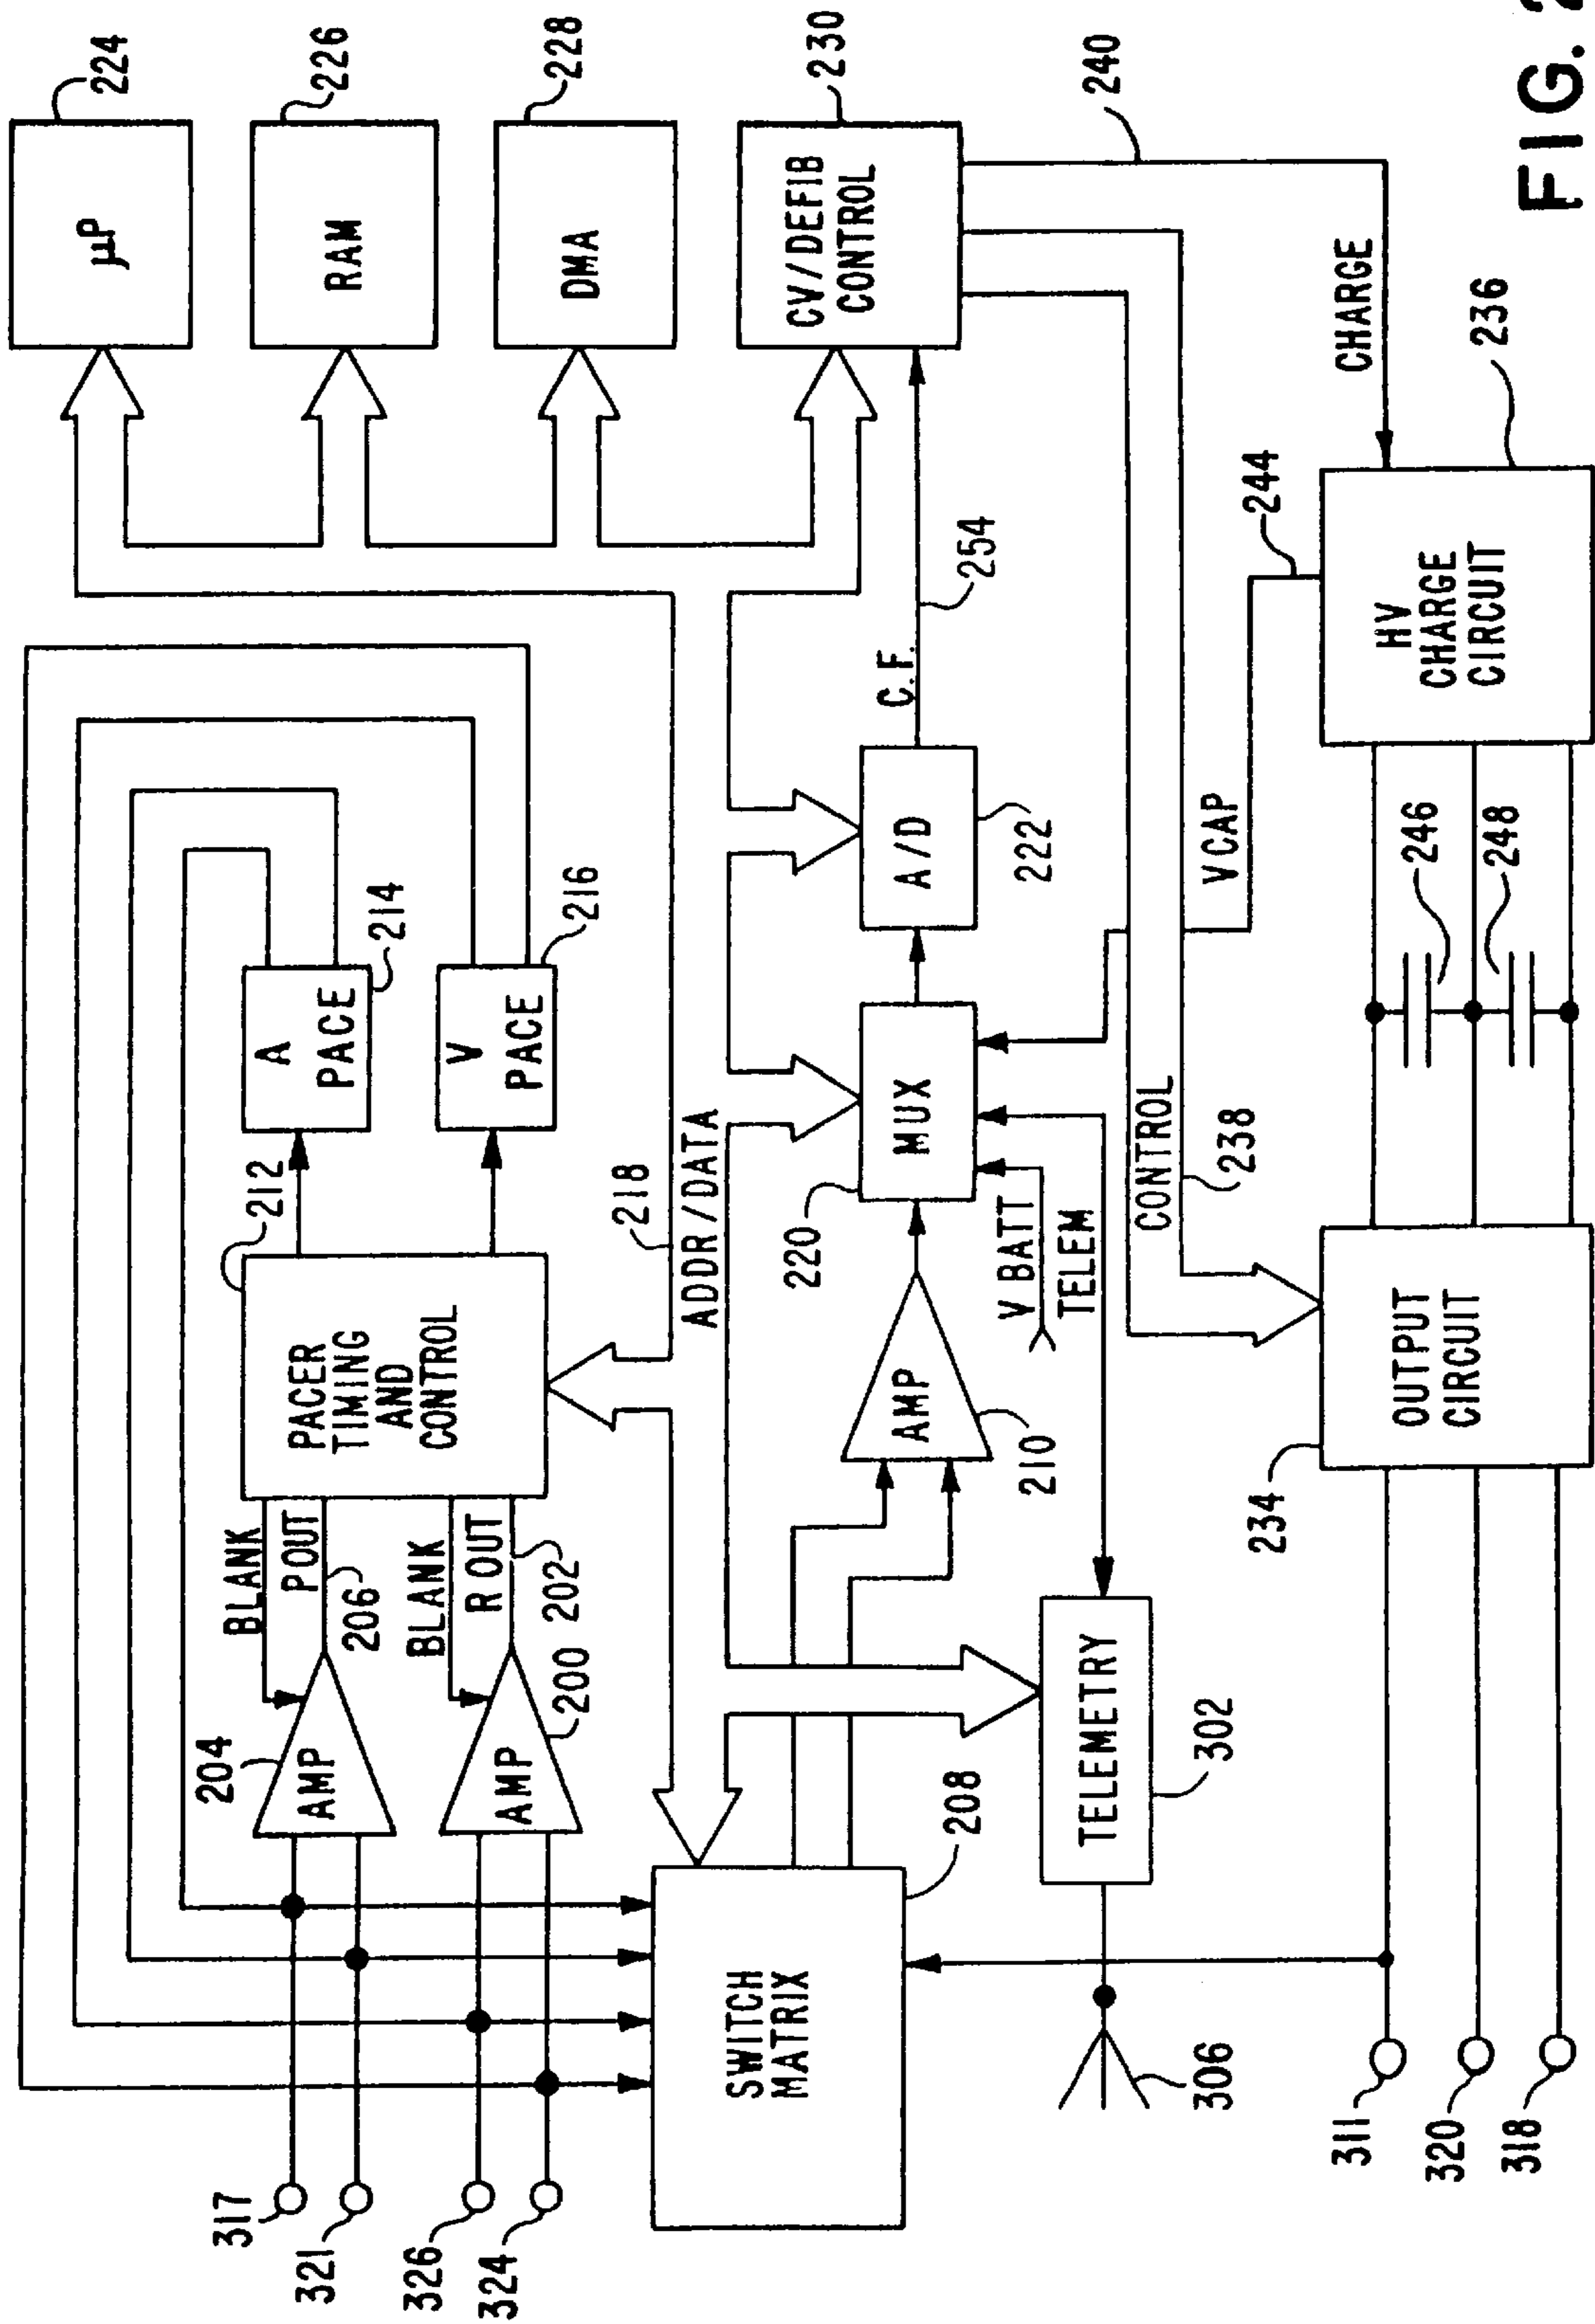 317
321
326
324
204
AMP
BLANK
P OUT
206
AMP
200
BLANK
R OUT
202
PACER
TIMING
AND
CONTROL
212
A
PACE
214
V
PACE
216
218
ADDR/DATA
SWITCH
MATRIX
208
AMP
210
220
MUX
A/D
222
C.F.
254
V BATT
TELEM
TELEMETRY
302
306
µP
224
RAM
226
DMA
228
CV/DEFIB
CONTROL
230
240
CONTROL
238
VCAP
244
CHARGE
311
320
318
234
OUTPUT
CIRCUIT
246
248
HV
CHARGE
CIRCUIT
236
FIG.